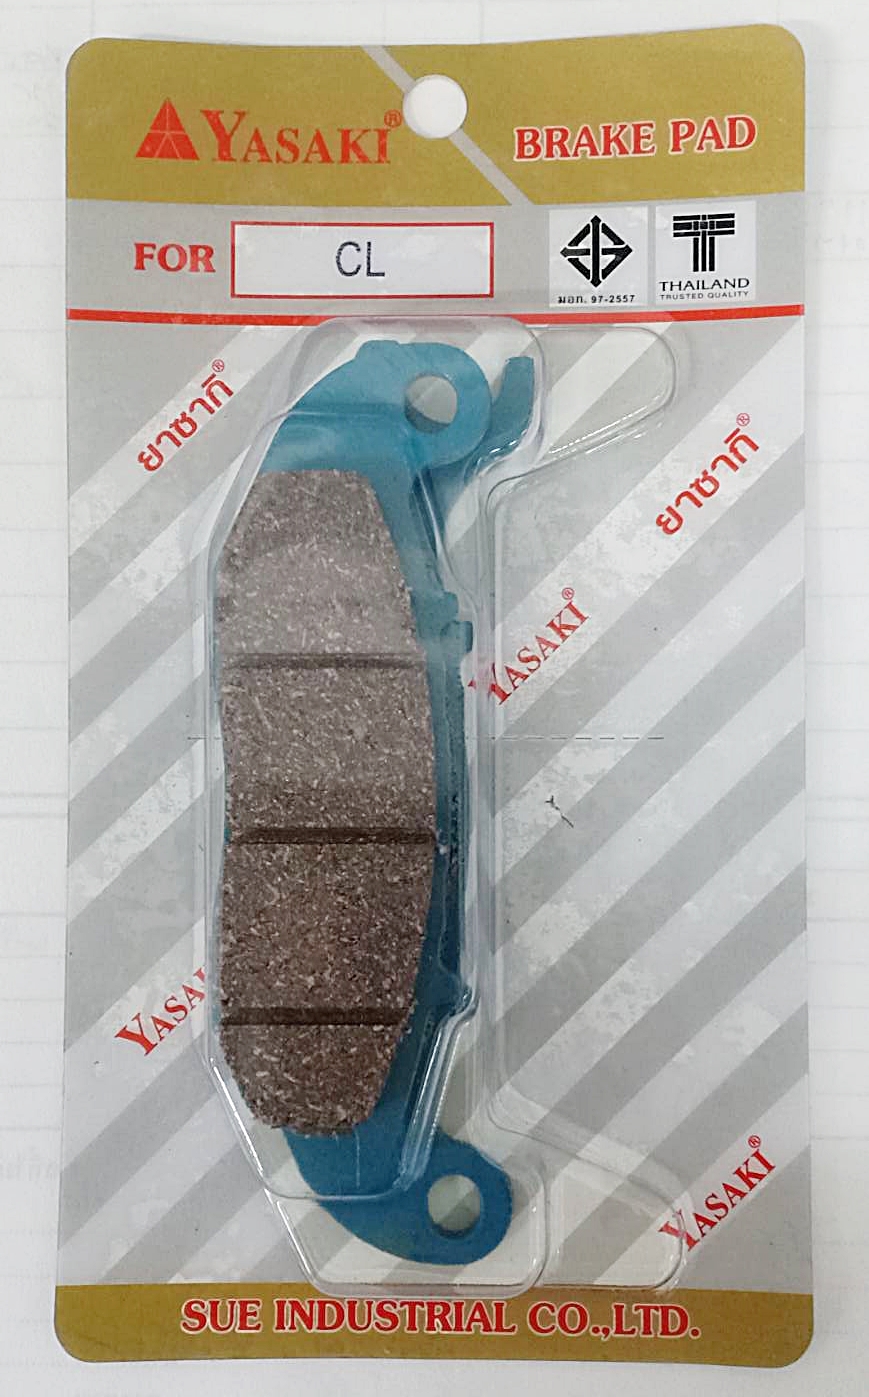 YASAKI®
BRAKE PAD
FOR
CL
มอก. 97-2557
THAILAND
TRUSTED QUALITY
ยาซากิ®
ยาซากิ®
YASAKI®
YASAI
YASAKI®
SUE INDUSTRIAL CO.,LTD.